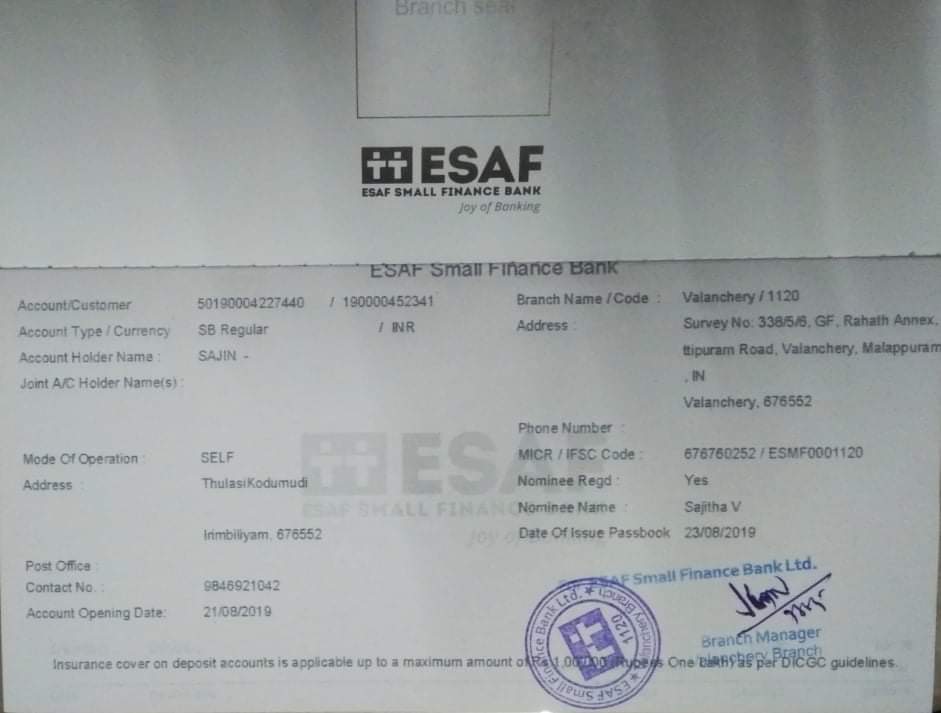 Branch seal
ESAF
ESAF SMALL FINANCE BANK
Joy of Banking
ESAF Small Finance Bank
Account/Customer 50190004227440 / 190000452341
Account Type / Currency SB Regular / INR
Account Holder Name : SAJIN -
Joint A/C Holder Name(s) :
Mode Of Operation : SELF
Address : ThulasiKodumudi
Irimbiliyam, 676552
Post Office :
Contact No. : 9846921042
Account Opening Date: 21/08/2019
Branch Name / Code : Valanchery / 1120
Address : Survey No: 338/5/6, GF, Rahath Annex,
ttipuram Road, Valanchery, Malappuram
, IN
Valanchery, 676552
Phone Number :
MICR / IFSC Code : 676760252 / ESMF0001120
Nominee Regd : Yes
Nominee Name : Sajitha V
Date Of Issue Passbook 23/08/2019
ESAF
ESAF SMALL FINANC
Joy of
ESAF Small Finance Bank Ltd.
Branch Manager
Valanchery Branch
ESAF Small Finance Bank Ltd. * Valanchery Branch *
1120
Insurance cover on deposit accounts is applicable up to a maximum amount of Rs 1,00,000 (Rupees One Lakh) as per DICGC guidelines.